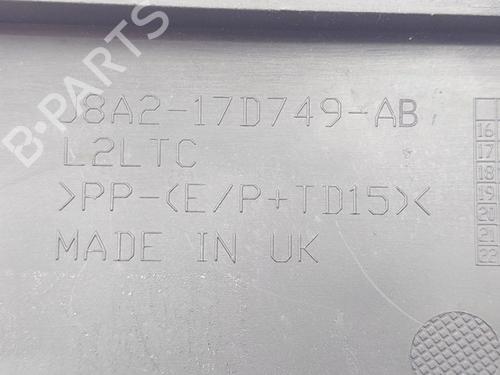 B-PARTS
J8A2-17D749-AB
L2LTC
>PP-(E/P+TD15)<
MADE IN UK
16
17
18
19
20
21
22